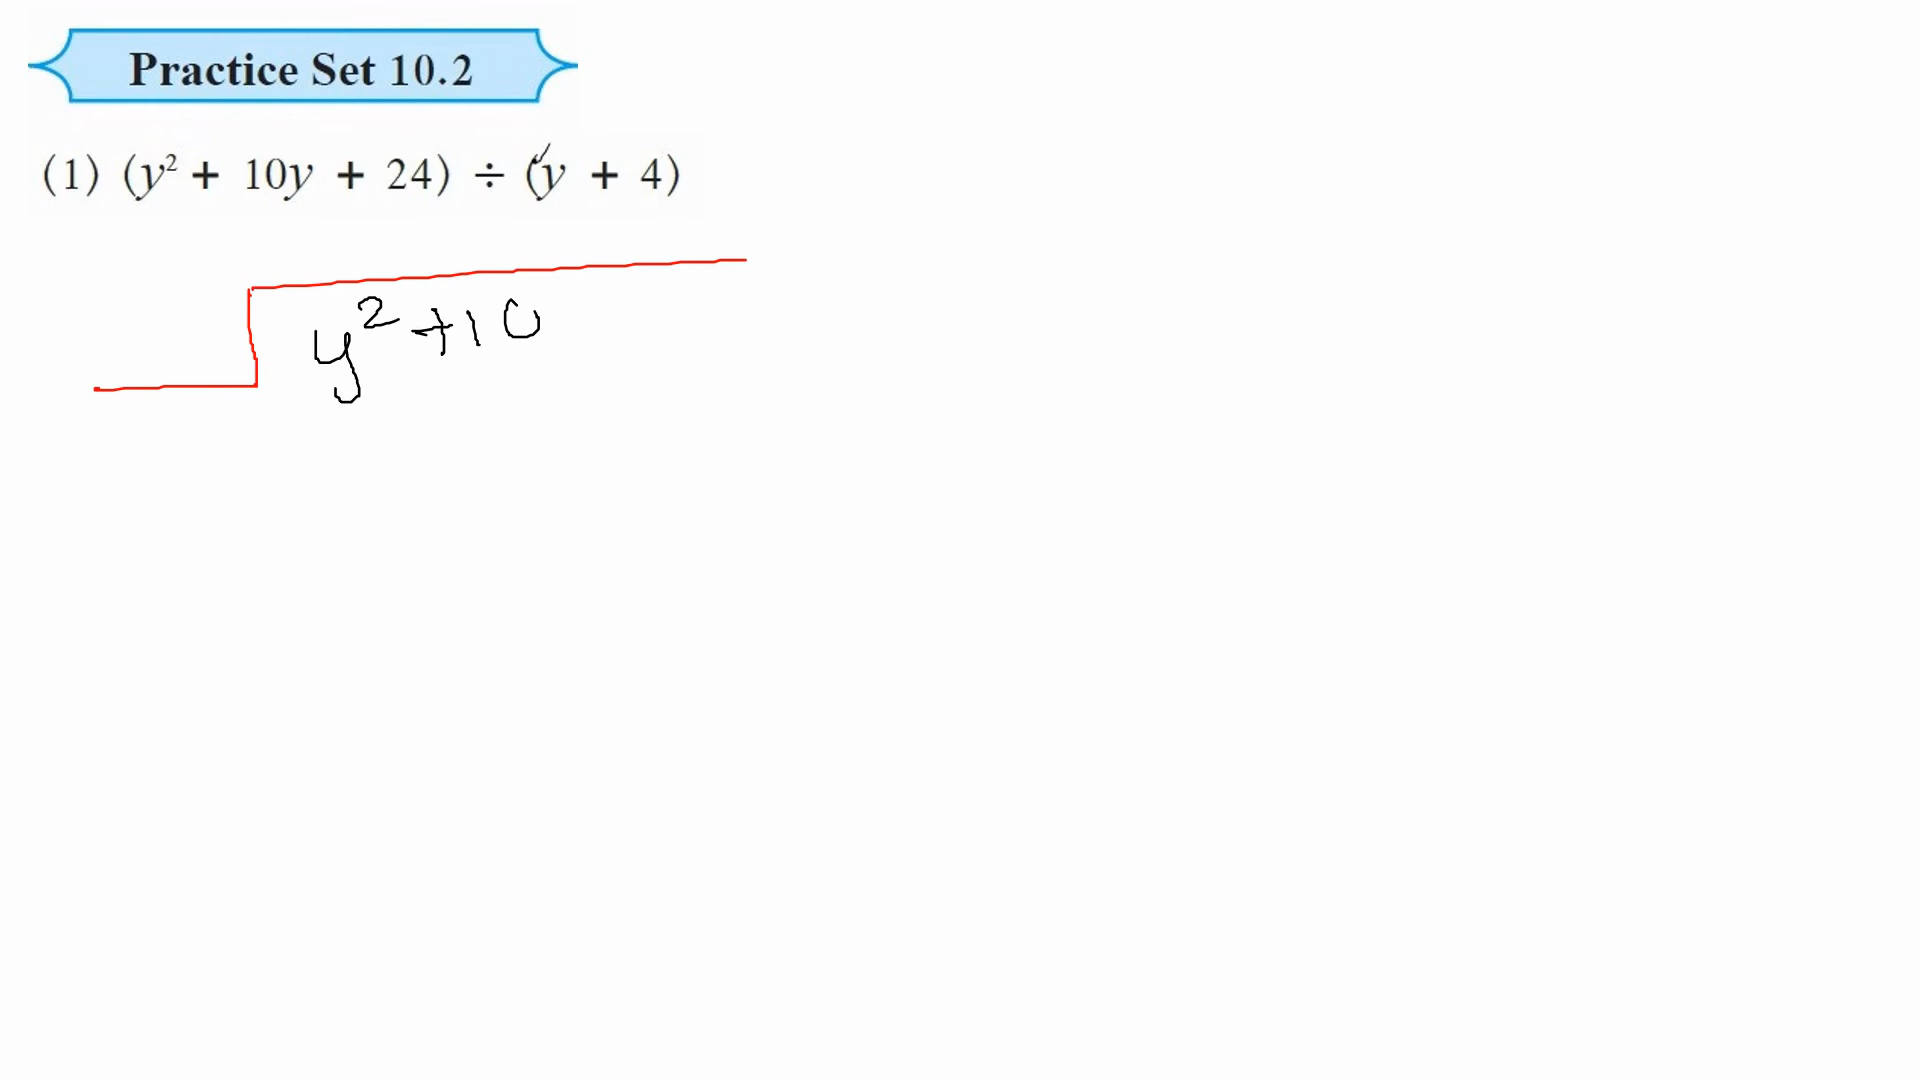 Practice Set 10.2
(1) (y² + 10y + 24) ÷ (y + 4)
y² +10